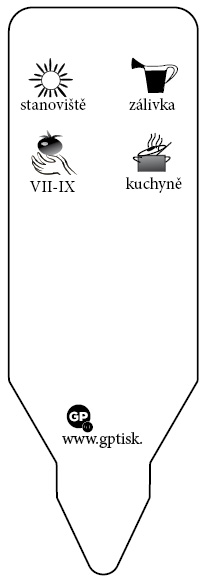 stanoviště zálivka
VII-IX kuchyně
GP
www.gptisk.